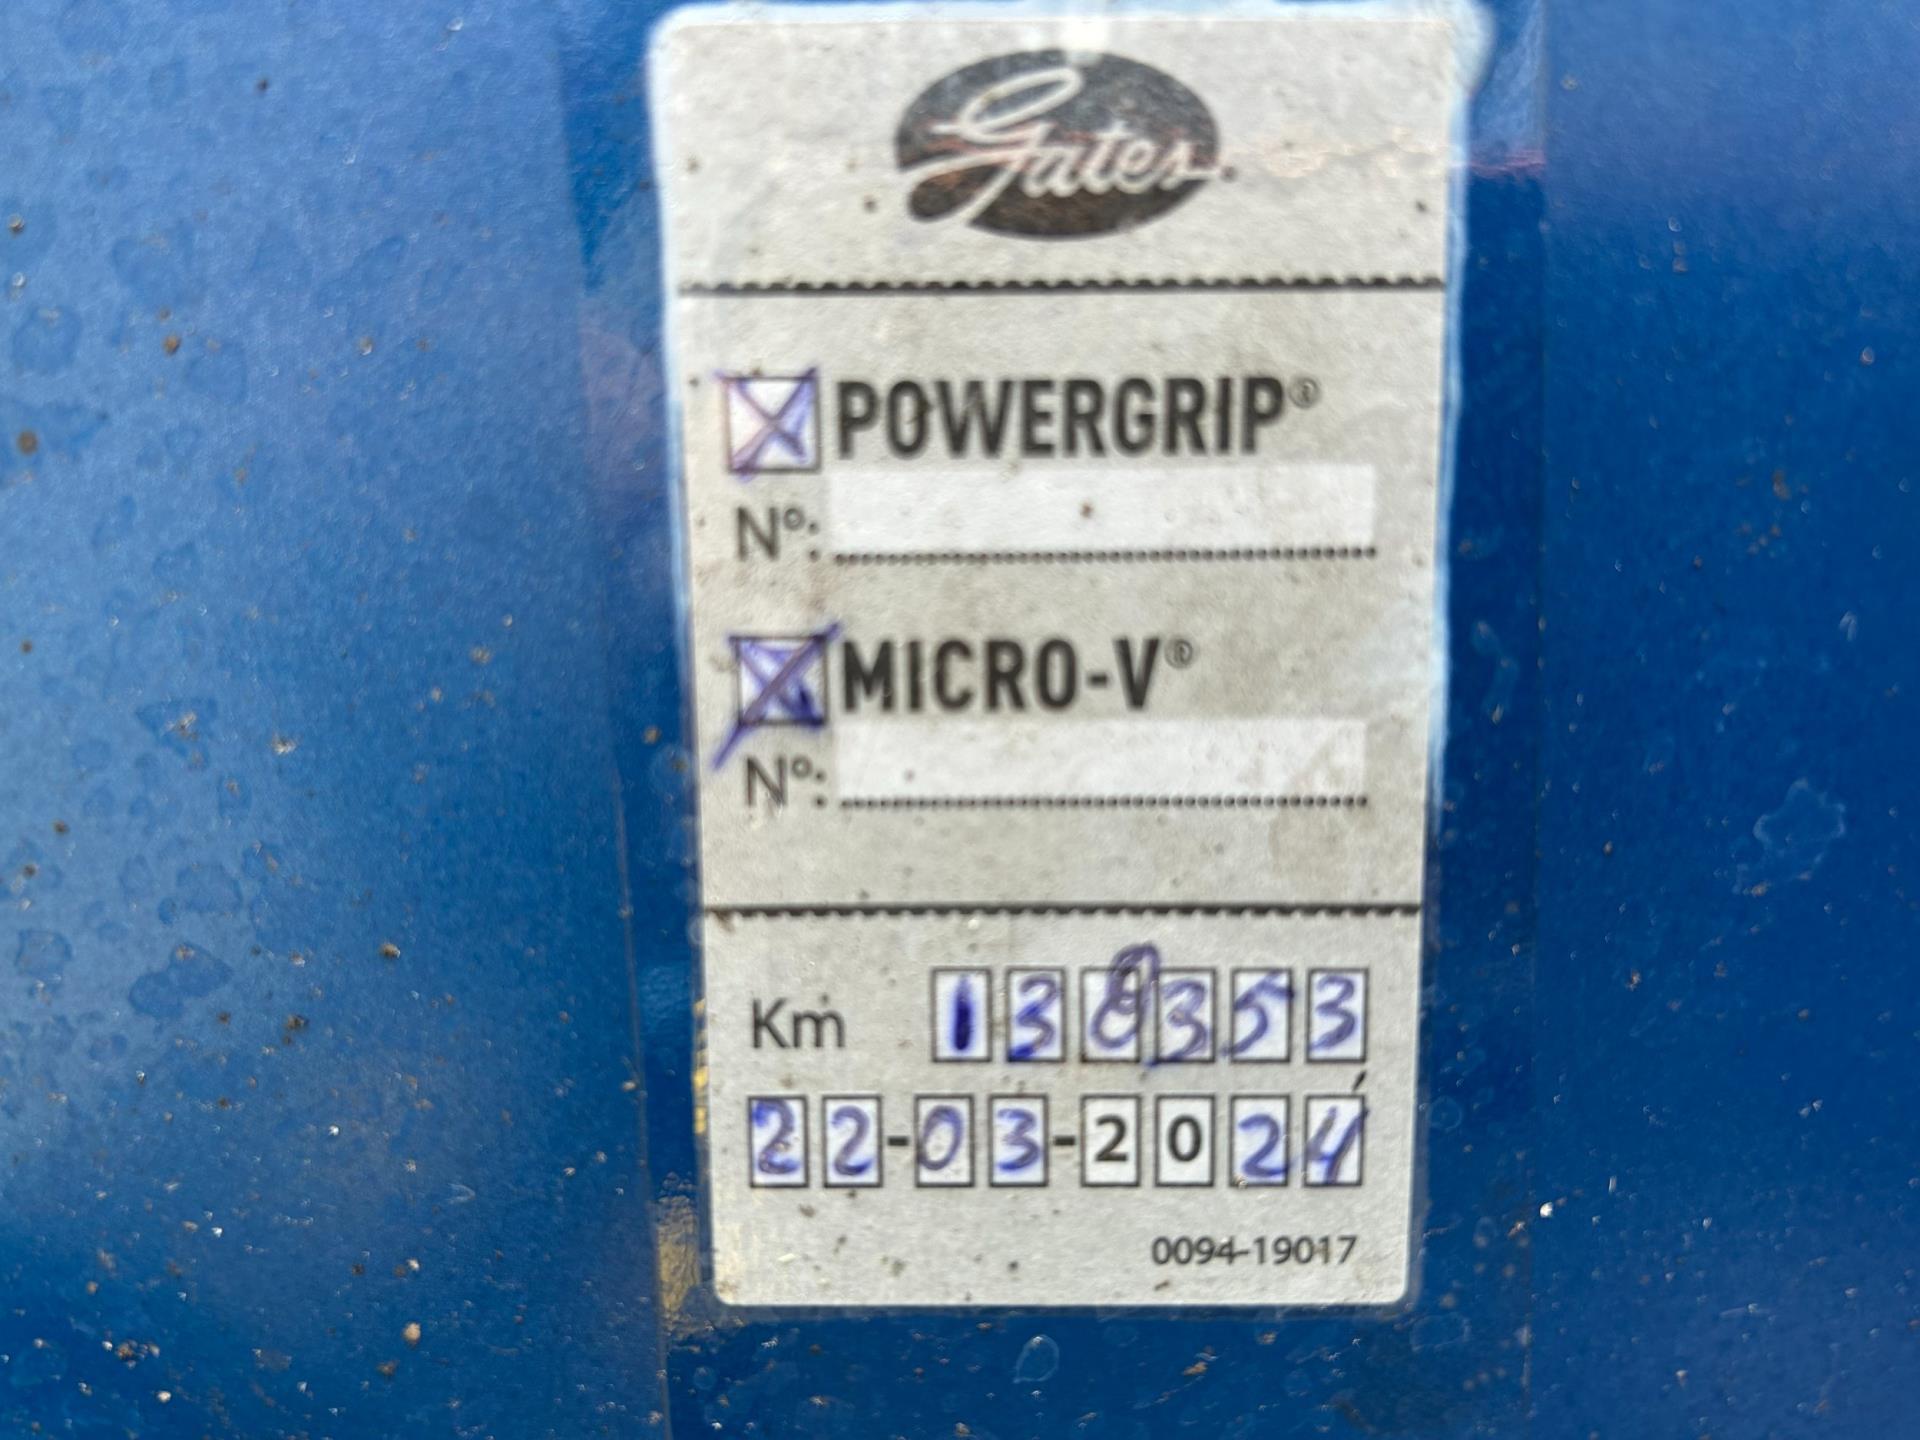 Gates
POWERGRIP®
Nº:
MICRO-V®
Nº:
Km 138353
22-03-2024
0094-19017